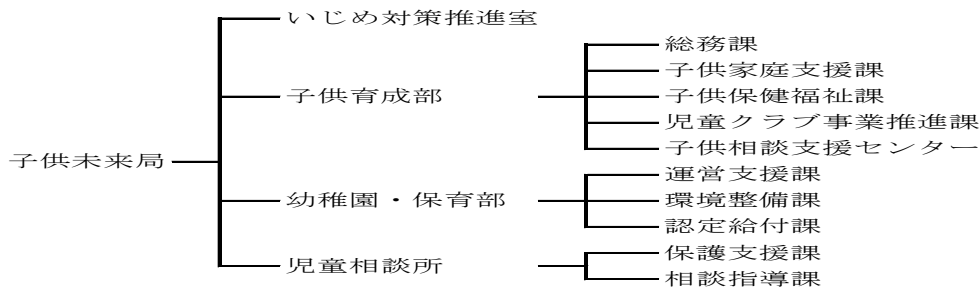 いじめ対策推進室
総務課
子供家庭支援課
子供育成部
子供保健福祉課
児童クラブ事業推進課
子供相談支援センター
子供未来局
運営支援課
幼稚園・保育部
環境整備課
認定給付課
保護支援課
児童相談所
相談指導課